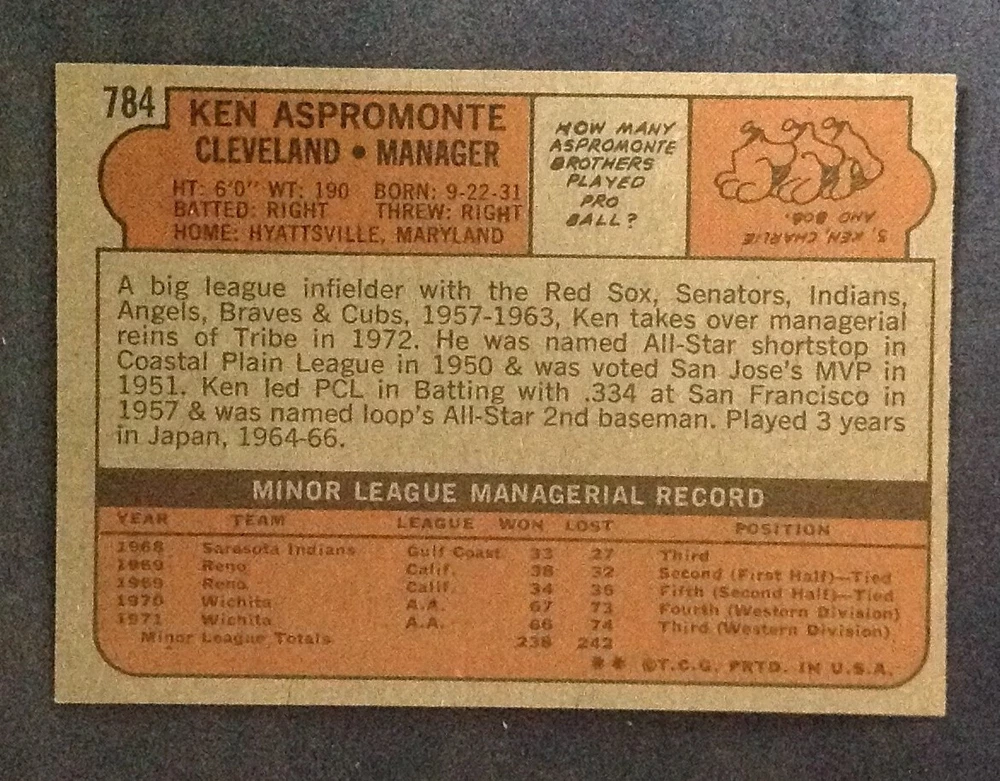 784
KEN ASPROMONTE
CLEVELAND • MANAGER
HT: 6'0" WT: 190 BORN: 9-22-31
BATTED: RIGHT THREW: RIGHT
HOME: HYATTSVILLE, MARYLAND
HOW MANY
ASPROMONTE
BROTHERS
PLAYED
PRO
BALL?
3, KEN, CHARLIE
AND BOB.
A big league infielder with the Red Sox, Senators, Indians,
Angels, Braves & Cubs, 1957-1963, Ken takes over managerial
reins of Tribe in 1972. He was named All-Star shortstop in
Coastal Plain League in 1950 & was voted San Jose's MVP in
1951. Ken led PCL in Batting with .334 at San Francisco in
1957 & was named loop's All-Star 2nd baseman. Played 3 years
in Japan, 1964-66.
MINOR LEAGUE MANAGERIAL RECORD
YEAR TEAM LEAGUE WON LOST POSITION
1968 Sarasota Indians Gulf Coast 33 27 Third
1969 Reno Calif. 38 32 Second (First Half)—Tied
1969 Reno Calif. 34 36 Fifth (Second Half)—Tied
1970 Wichita A.A. 67 73 Fourth (Western Division)
1971 Wichita A.A. 66 74 Third (Western Division)
Minor League Totals 238 242
** ©T.C.G. PRTD. IN U.S.A.